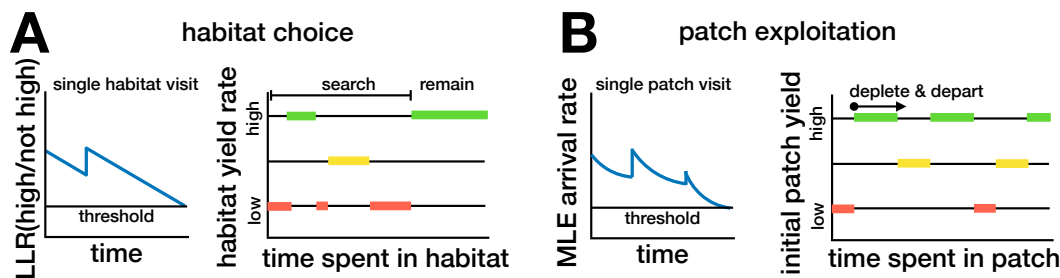 A
habitat choice
LLR(high/not high)
single habitat visit
threshold
time
habitat yield rate
high
low
search
remain
time spent in habitat
B
patch exploitation
MLE arrival rate
single patch visit
threshold
time
initial patch yield
high
low
deplete & depart
time spent in patch